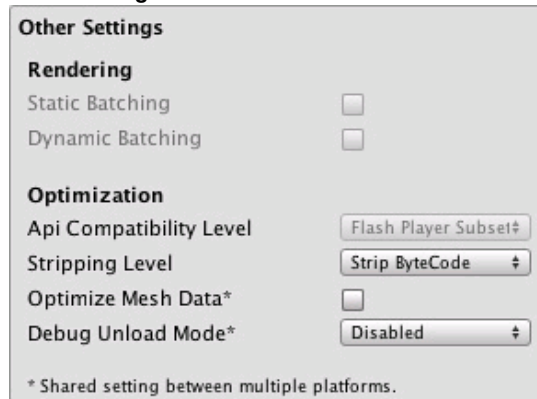 Other Settings
Rendering
Static Batching
Dynamic Batching
Optimization
Api Compatibility Level Flash Player Subset
Stripping Level Strip ByteCode
Optimize Mesh Data*
Debug Unload Mode* Disabled
* Shared setting between multiple platforms.